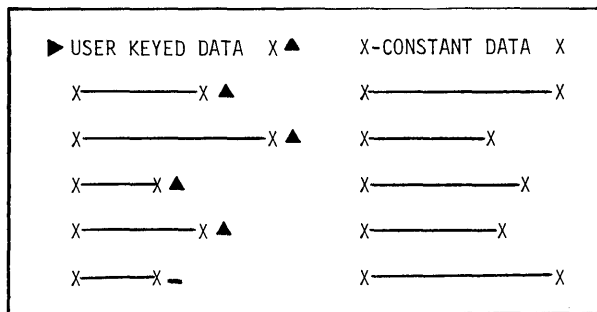 ▶ USER KEYED DATA X ▲ X-CONSTANT DATA X
X———X ▲ X———X
X———X ▲ X———X
X———X ▲ X———X
X———X ▲ X———X
X———X – X———X